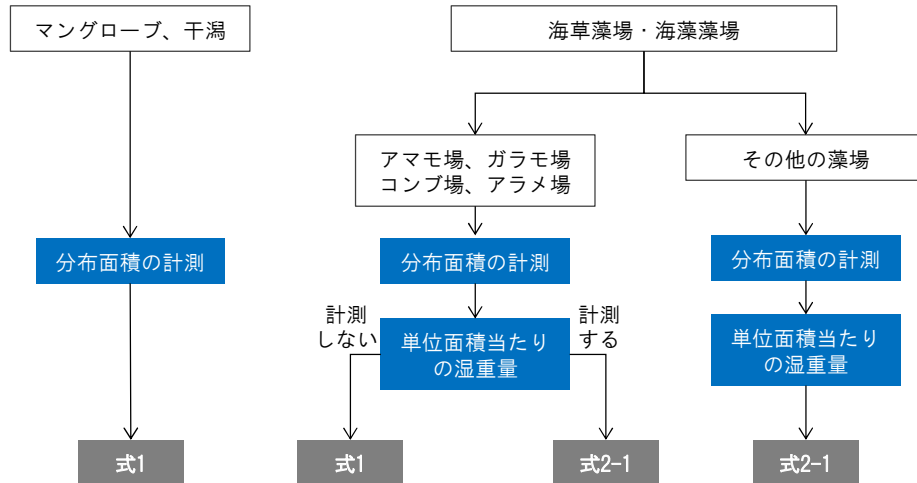 マングローブ、干潟
海草藻場・海藻藻場
アマモ場、ガラモ場
コンブ場、アラメ場
その他の藻場
分布面積の計測
分布面積の計測
分布面積の計測
計測
しない
単位面積当たり
の湿重量
計測
する
単位面積当たり
の湿重量
式1
式1
式2-1
式2-1